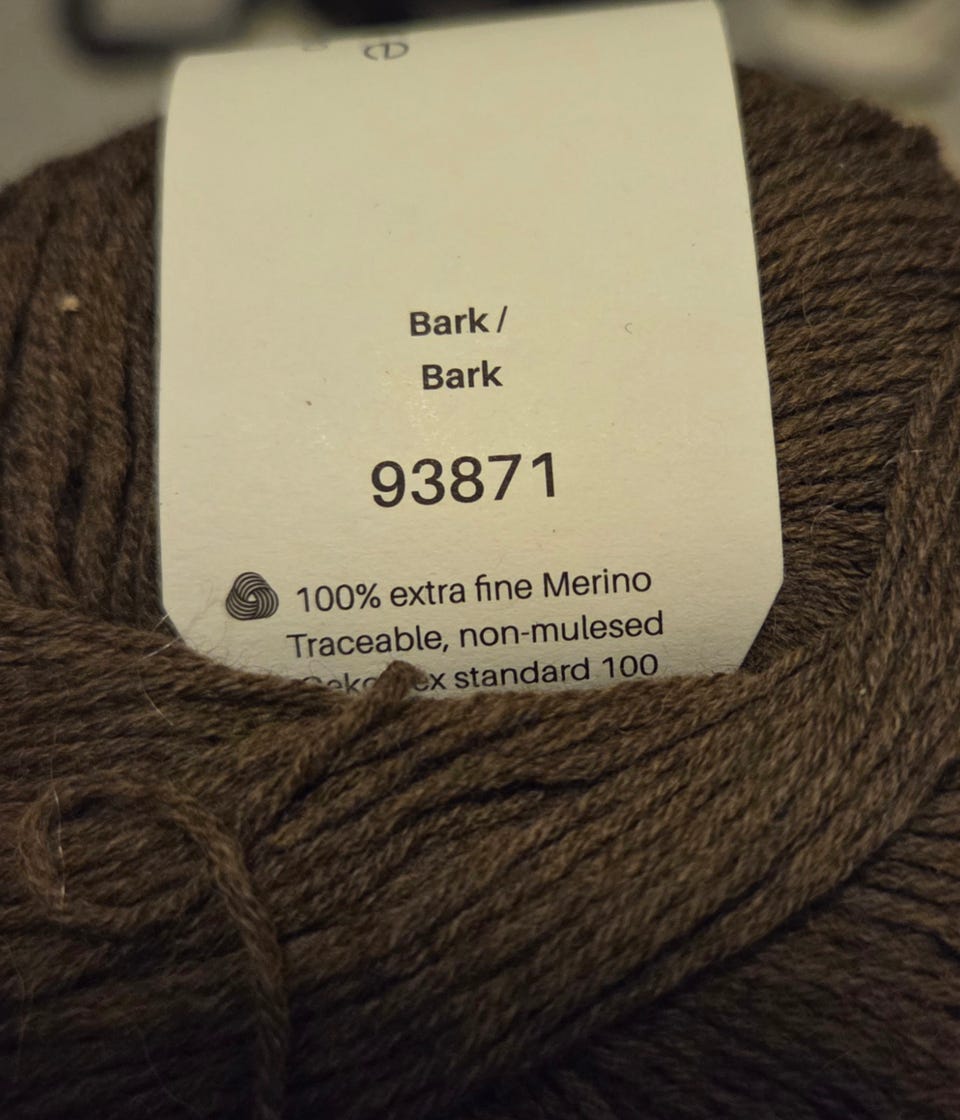 Bark /
Bark
93871
100% extra fine Merino
Traceable, non-mulesed
standard 100